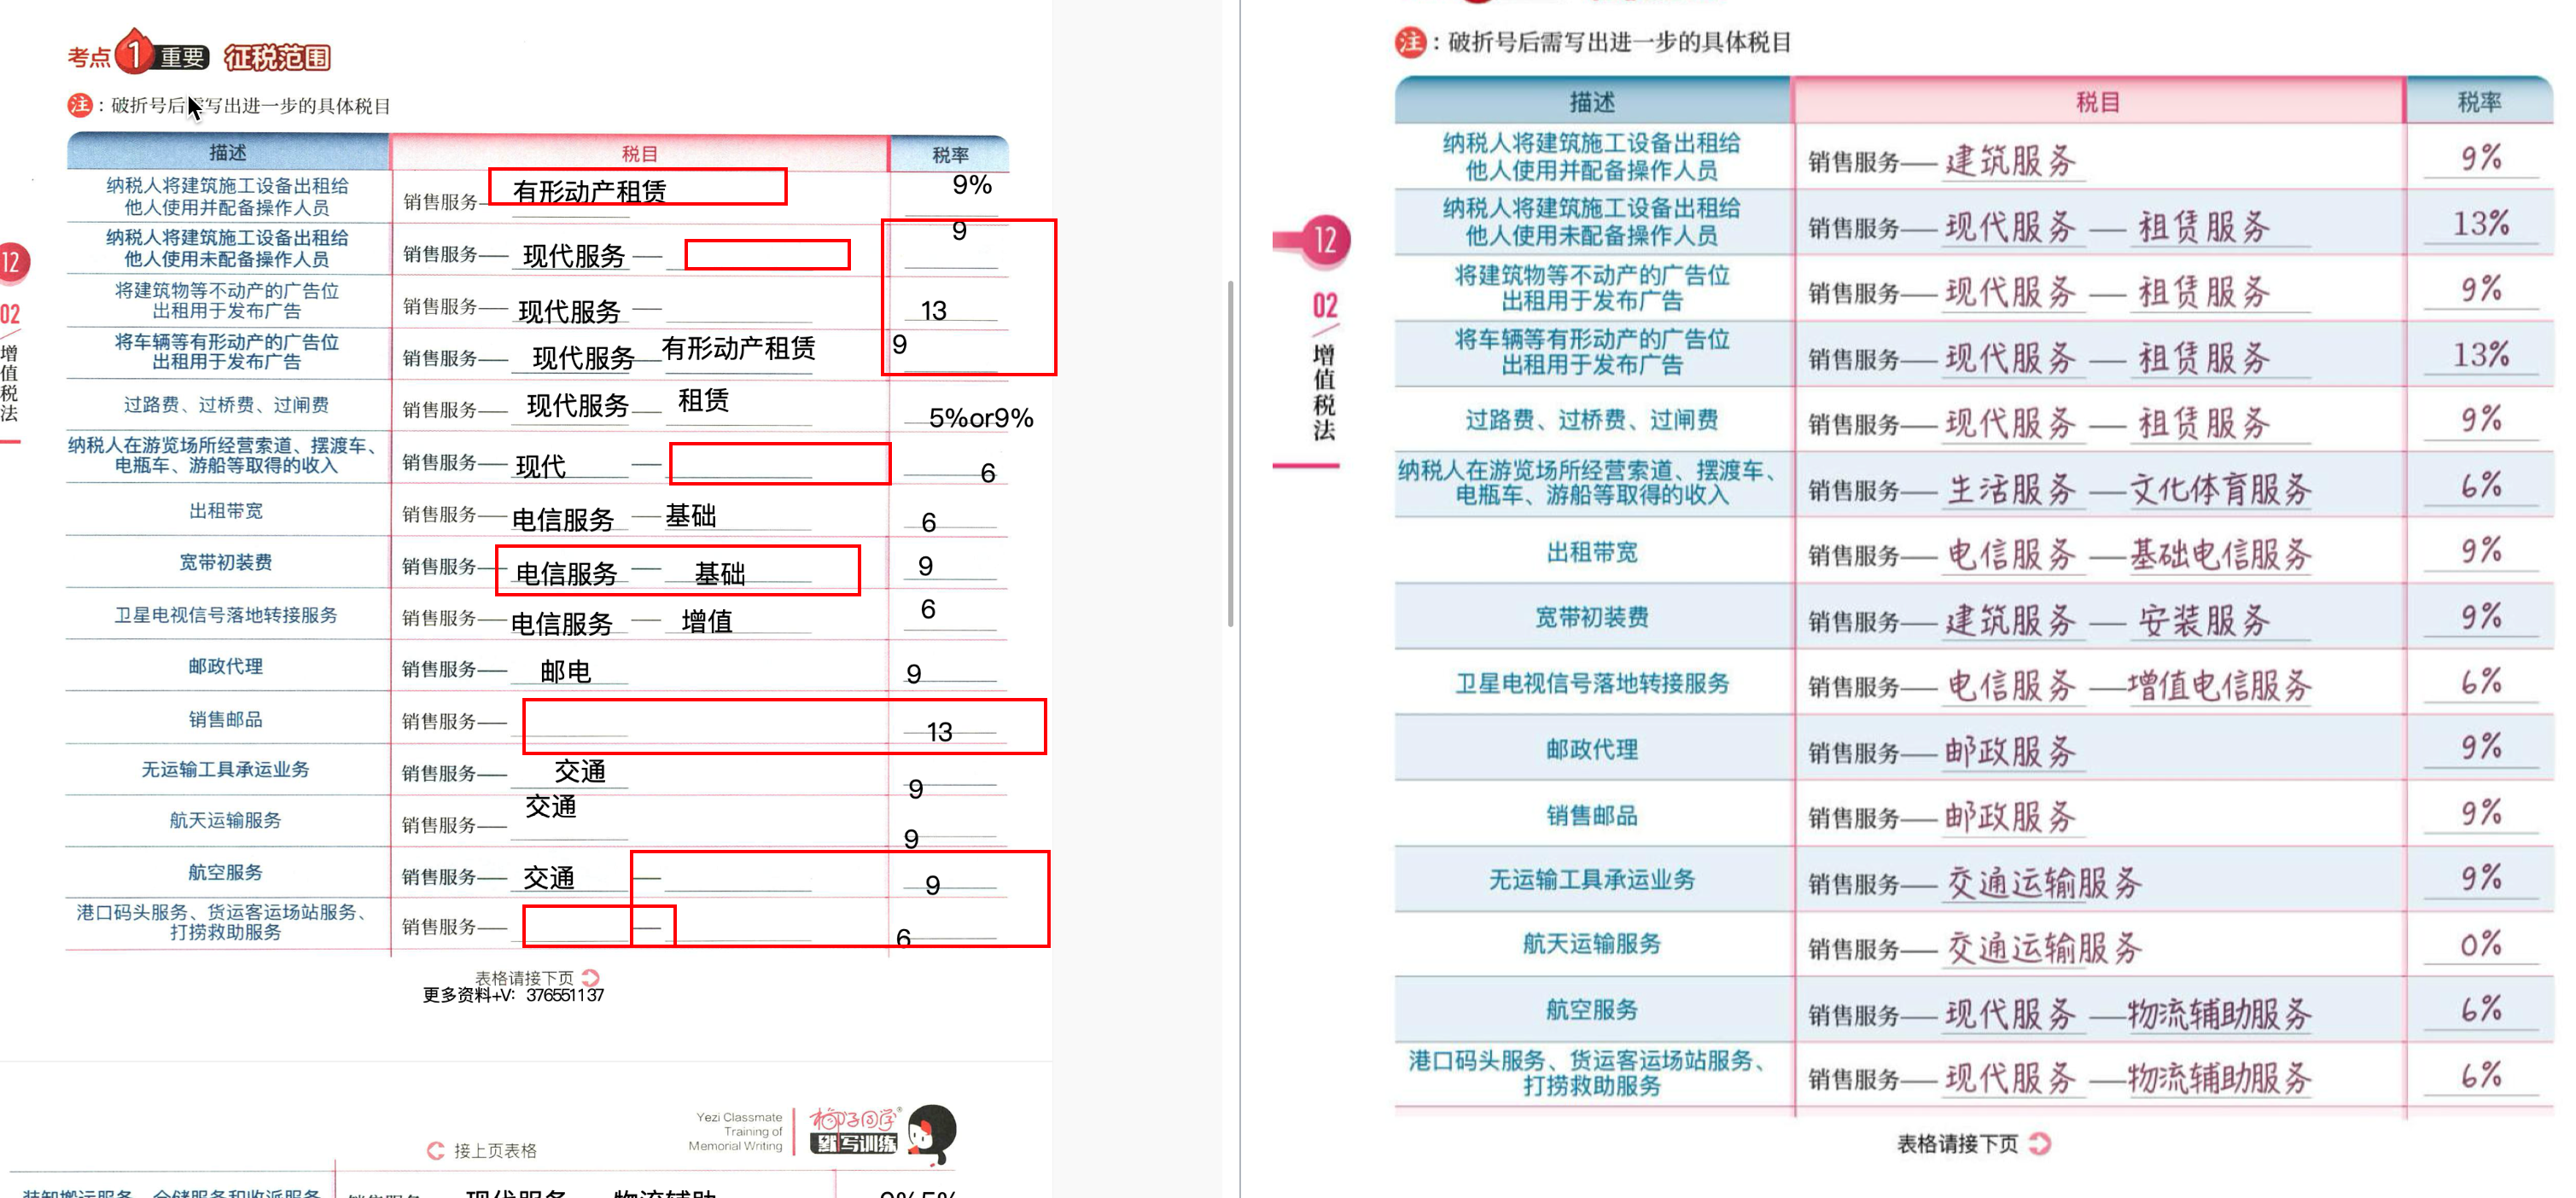 考点 1 重要 征税范围
注：破折号后需写出进一步的具体税目
描述 税目 税率
纳税人将建筑施工设备出租给
他人使用并配备操作人员
销售服务— 有形动产租赁 9%
纳税人将建筑施工设备出租给
他人使用未配备操作人员
销售服务— 现代服务 — 9
将建筑物等不动产的广告位
出租用于发布广告
销售服务— 现代服务 — 13
将车辆等有形动产的广告位
出租用于发布广告
销售服务— 现代服务— 有形动产租赁 9
过路费、过桥费、过闸费 销售服务— 现代服务— 租赁 5%or9%
纳税人在游览场所经营索道、摆渡车、
电瓶车、游船等取得的收入
销售服务— 现代 — 6
出租带宽 销售服务— 电信服务 — 基础 6
宽带初装费 销售服务— 电信服务 — 基础 9
卫星电视信号落地转接服务 销售服务— 电信服务 — 增值 6
邮政代理 销售服务— 邮电 9
销售邮品 销售服务— 13
无运输工具承运业务 销售服务— 交通 9
航天运输服务 销售服务— 交通 9
航空服务 销售服务— 交通 — 9
港口码头服务、货运客运场站服务、
打捞救助服务
销售服务— — 6
表格请接下页
更多资料+V: 376551137
12
02
增值税法
Yezi Classmate
Training of
Memorial Writing
椰子同学
默写训练
接上页表格
装卸搬运服务、仓储服务和收派服务 销售服务 现代服务 物流辅助
注：破折号后需写出进一步的具体税目
描述 税目 税率
纳税人将建筑施工设备出租给
他人使用并配备操作人员
销售服务— 建筑服务 9%
纳税人将建筑施工设备出租给
他人使用未配备操作人员
销售服务— 现代服务 — 租赁服务 13%
将建筑物等不动产的广告位
出租用于发布广告
销售服务— 现代服务 — 租赁服务 9%
将车辆等有形动产的广告位
出租用于发布广告
销售服务— 现代服务 — 租赁服务 13%
过路费、过桥费、过闸费 销售服务— 现代服务 — 租赁服务 9%
纳税人在游览场所经营索道、摆渡车、
电瓶车、游船等取得的收入
销售服务— 生活服务 —文化体育服务 6%
出租带宽 销售服务— 电信服务 —基础电信服务 9%
宽带初装费 销售服务— 建筑服务 — 安装服务 9%
卫星电视信号落地转接服务 销售服务— 电信服务 —增值电信服务 6%
邮政代理 销售服务— 邮政服务 9%
销售邮品 销售服务— 邮政服务 9%
无运输工具承运业务 销售服务— 交通运输服务 9%
航天运输服务 销售服务— 交通运输服务 0%
航空服务 销售服务— 现代服务 —物流辅助服务 6%
港口码头服务、货运客运场站服务、
打捞救助服务
销售服务— 现代服务 —物流辅助服务 6%
表格请接下页
12
02
增值税法